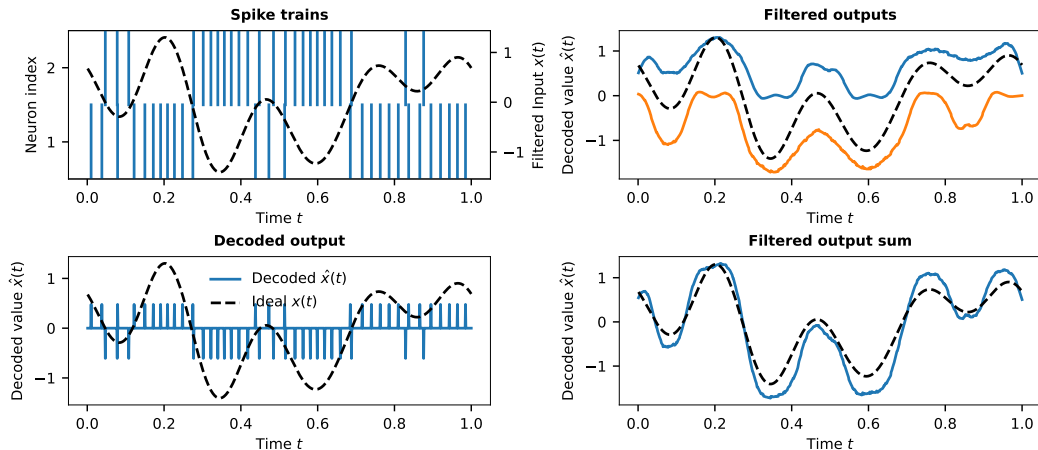 Spike trains
Neuron index
2
1
1
0
−1
Filtered Input x(t)
0.0 0.2 0.4 0.6 0.8 1.0
Time t
Filtered outputs
Decoded value x̂(t)
1
0
−1
0.0 0.2 0.4 0.6 0.8 1.0
Time t
Decoded output
Decoded value x̂(t)
1
0
−1
Decoded x̂(t)
Ideal x(t)
0.0 0.2 0.4 0.6 0.8 1.0
Time t
Filtered output sum
Decoded value x̂(t)
1
0
−1
0.0 0.2 0.4 0.6 0.8 1.0
Time t